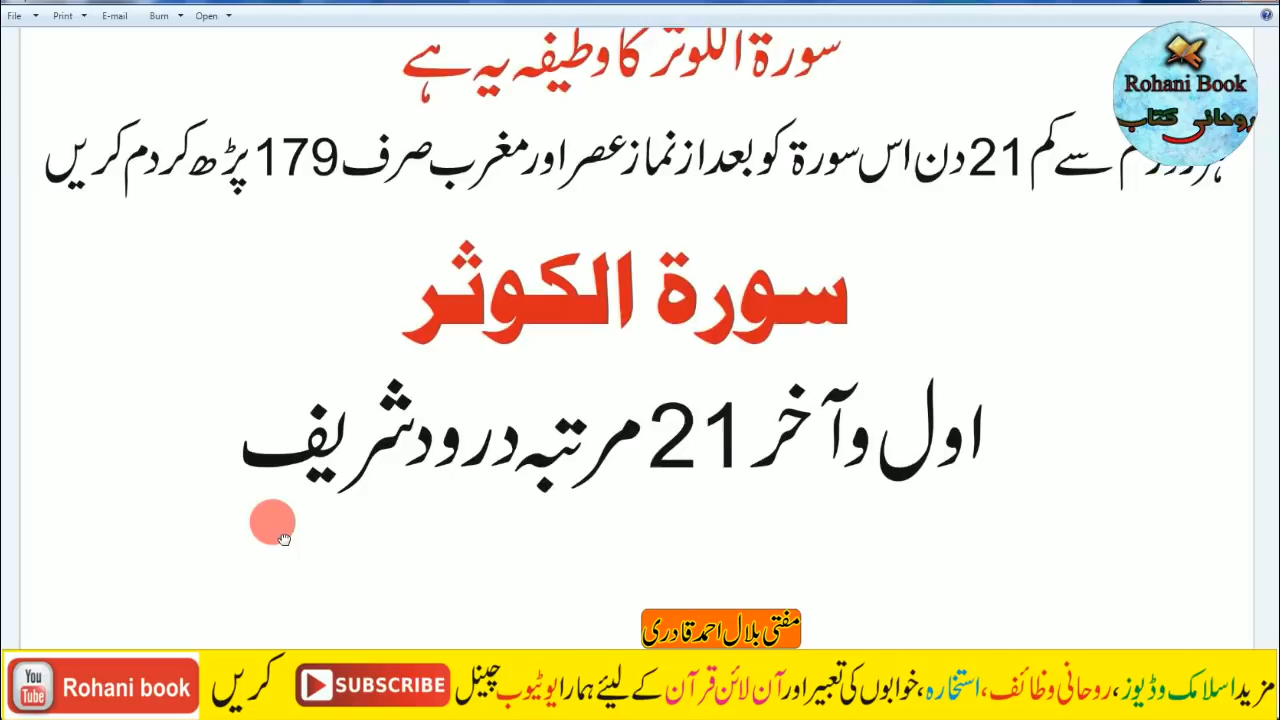 File Print E-mail Burn Open
سورۃ الکوثر کا وظیفہ یہ ہے
Rohani Book
روحانی کتاب
سے کم 21 دن اس سورۃ کو بعد از نماز عصر اور مغرب صرف 179 پڑھ کر دم کریں
سورة الكوثر
اول و آخر 21 مرتبہ درود شریف
مفتی بلال احمد قادری
مزید اسلامک وڈیوز، روحانی وظائف، استخارہ، خوابوں کی تعبیر اور آن لائن قرآن کے لیئے ہمارا یوٹیوب چینل SUBSCRIBE کریں
You Tube Rohani book